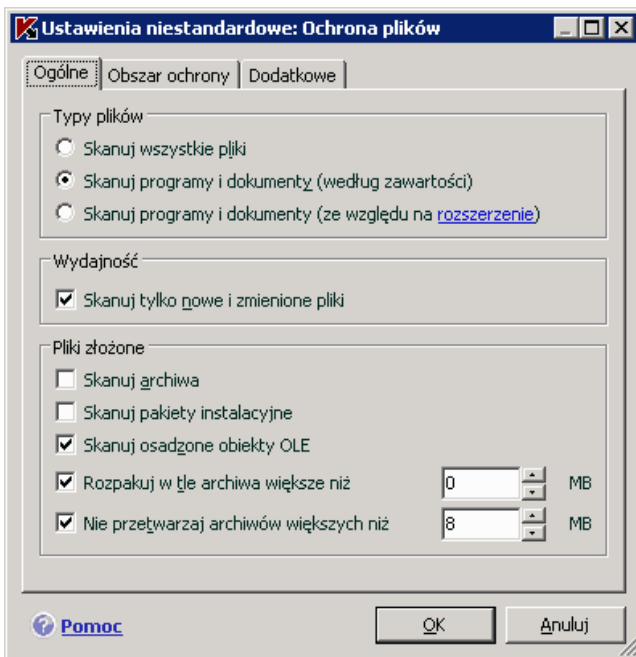 Ustawienia niestandardowe: Ochrona plików
Ogólne Obszar ochrony Dodatkowe
Typy plików
Skanuj wszystkie pliki
Skanuj programy i dokumenty (według zawartości)
Skanuj programy i dokumenty (ze względu na rozszerzenie)
Wydajność
Skanuj tylko nowe i zmienione pliki
Pliki złożone
Skanuj archiwa
Skanuj pakiety instalacyjne
Skanuj osadzone obiekty OLE
Rozpakuj w tle archiwa większe niż 0 MB
Nie przetwarzaj archiwów większych niż 8 MB
Pomoc OK Anuluj